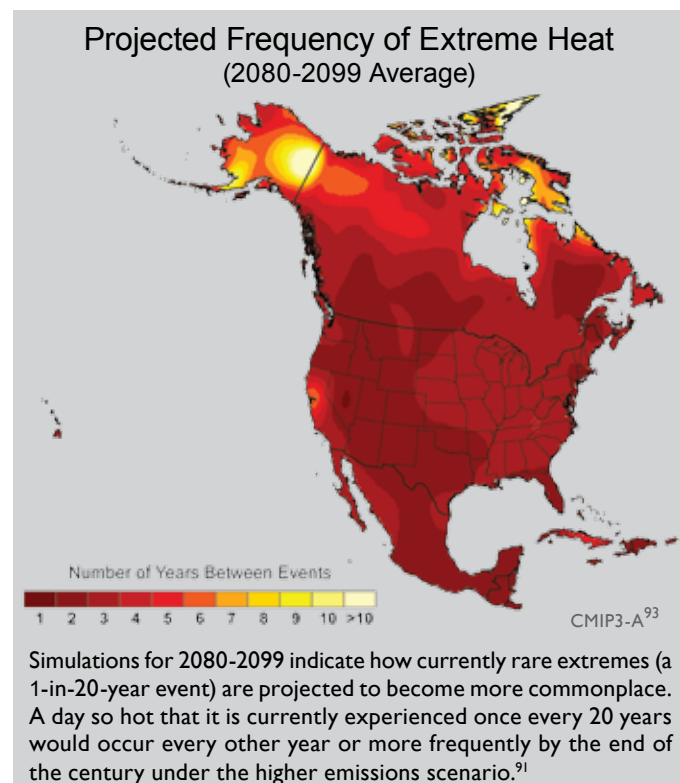 Projected Frequency of Extreme Heat
(2080-2099 Average)
Number of Years Between Events
1 2 3 4 5 6 7 8 9 10 >10
CMIP3-A93
Simulations for 2080-2099 indicate how currently rare extremes (a
1-in-20-year event) are projected to become more commonplace.
A day so hot that it is currently experienced once every 20 years
would occur every other year or more frequently by the end of
the century under the higher emissions scenario.91